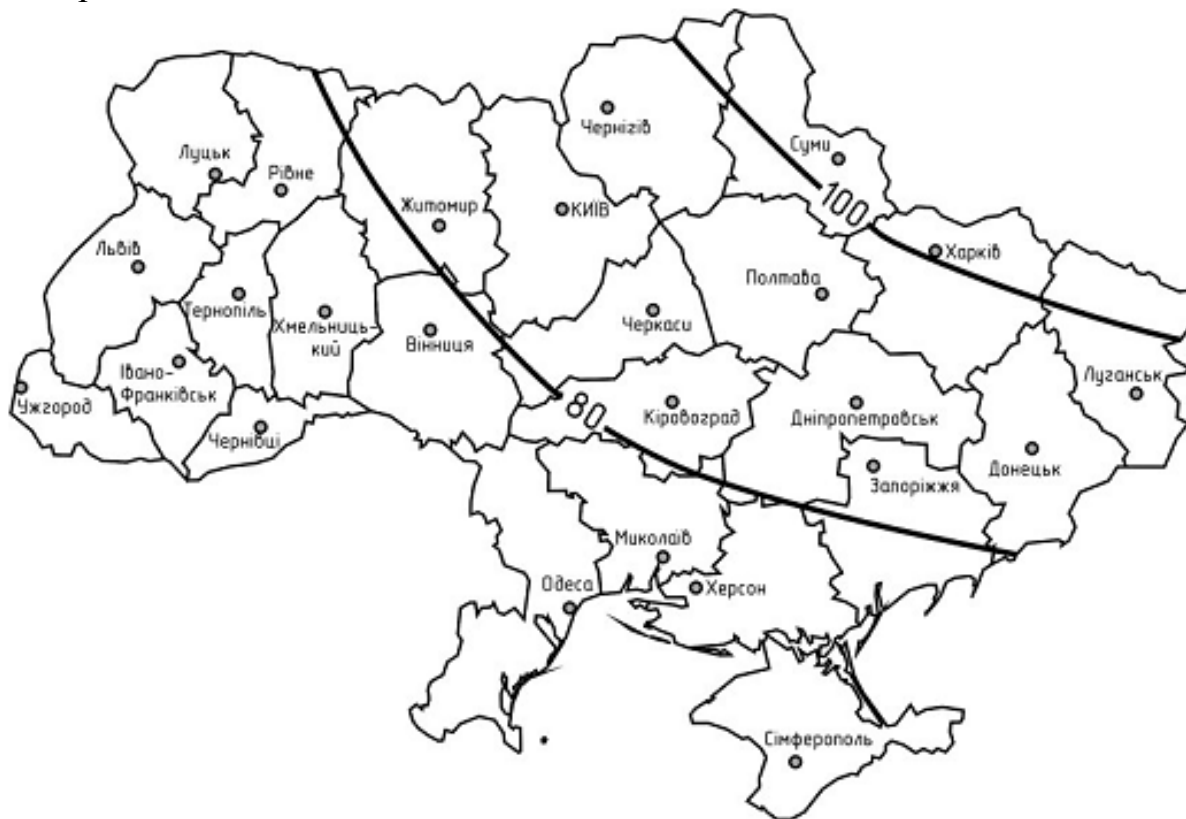 Чернігів
Суми
Луцьк
Рівне
Житомир
КИЇВ
100
Харків
Львів
Полтава
Тернопіль
Хмельниць-
кий
Вінниця
Черкаси
Івано-
Франківськ
Луганськ
Ужгород
80
Кіровоград
Дніпропетровськ
Чернівці
Донецьк
Запоріжжя
Миколаїв
Одеса
Херсон
Сімферополь